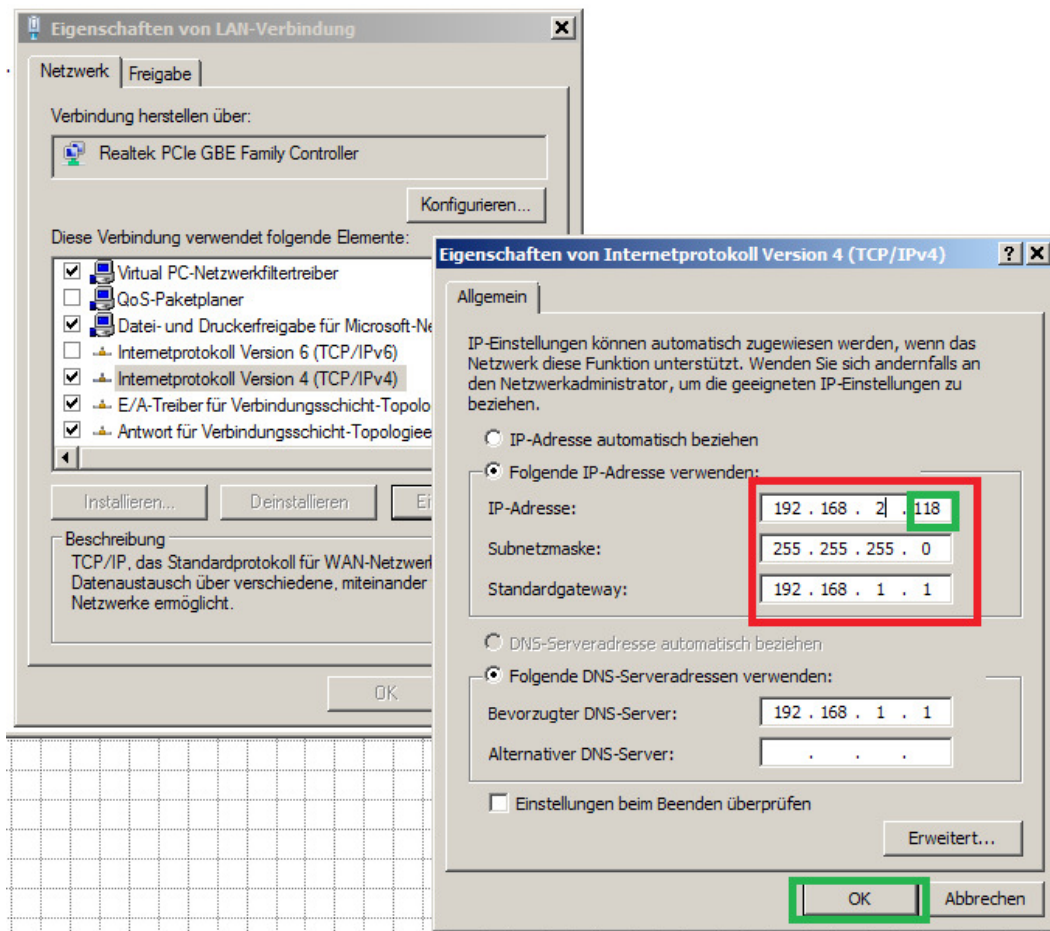 Eigenschaften von LAN-Verbindung
Netzwerk
Freigabe
Verbindung herstellen über:
Realtek PCIe GBE Family Controller
Konfigurieren...
Diese Verbindung verwendet folgende Elemente:
Virtual PC-Netzwerkfiltertreiber
QoS-Paketplaner
Datei- und Druckerfreigabe für Microsoft-Ne
Internetprotokoll Version 6 (TCP/IPv6)
Internetprotokoll Version 4 (TCP/IPv4)
E/A-Treiber für Verbindungsschicht-Topolo
Antwort für Verbindungsschicht-Topologiee
Installieren...
Deinstallieren
Ei
Beschreibung
TCP/IP, das Standardprotokoll für WAN-Netzwer
Datenaustausch über verschiedene, miteinander
Netzwerke ermöglicht.
OK
Eigenschaften von Internetprotokoll Version 4 (TCP/IPv4)
Allgemein
IP-Einstellungen können automatisch zugewiesen werden, wenn das
Netzwerk diese Funktion unterstützt. Wenden Sie sich andernfalls an
den Netzwerkadministrator, um die geeigneten IP-Einstellungen zu
beziehen.
IP-Adresse automatisch beziehen
Folgende IP-Adresse verwenden:
IP-Adresse: 192 . 168 . 2 . 118
Subnetzmaske: 255 . 255 . 255 . 0
Standardgateway: 192 . 168 . 1 . 1
DNS-Serveradresse automatisch beziehen
Folgende DNS-Serveradressen verwenden:
Bevorzugter DNS-Server: 192 . 168 . 1 . 1
Alternativer DNS-Server: . . .
Einstellungen beim Beenden überprüfen
Erweitert...
OK
Abbrechen